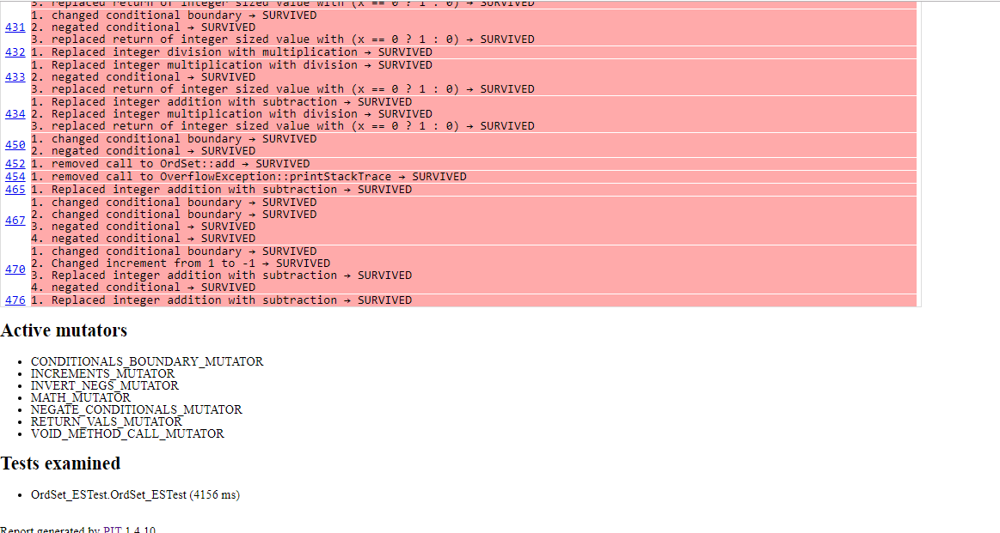 3. replaced return of integer sized value with (x == 0 ? 1 : 0) → SURVIVED
1. changed conditional boundary → SURVIVED
431 2. negated conditional → SURVIVED
3. replaced return of integer sized value with (x == 0 ? 1 : 0) → SURVIVED
432 1. Replaced integer division with multiplication → SURVIVED
1. Replaced integer multiplication with division → SURVIVED
433 2. negated conditional → SURVIVED
3. replaced return of integer sized value with (x == 0 ? 1 : 0) → SURVIVED
1. Replaced integer addition with subtraction → SURVIVED
434 2. Replaced integer multiplication with division → SURVIVED
3. replaced return of integer sized value with (x == 0 ? 1 : 0) → SURVIVED
450 1. changed conditional boundary → SURVIVED
2. negated conditional → SURVIVED
452 1. removed call to OrdSet::add → SURVIVED
454 1. removed call to OverflowException::printStackTrace → SURVIVED
465 1. Replaced integer addition with subtraction → SURVIVED
1. changed conditional boundary → SURVIVED
2. changed conditional boundary → SURVIVED
467 3. negated conditional → SURVIVED
4. negated conditional → SURVIVED
1. changed conditional boundary → SURVIVED
2. Changed increment from 1 to -1 → SURVIVED
470 3. Replaced integer addition with subtraction → SURVIVED
4. negated conditional → SURVIVED
476 1. Replaced integer addition with subtraction → SURVIVED
Active mutators
• CONDITIONALS_BOUNDARY_MUTATOR
• INCREMENTS_MUTATOR
• INVERT_NEGS_MUTATOR
• MATH_MUTATOR
• NEGATE_CONDITIONALS_MUTATOR
• RETURN_VALS_MUTATOR
• VOID_METHOD_CALL_MUTATOR
Tests examined
• OrdSet_ESTest.OrdSet_ESTest (4156 ms)
Report generated by PIT 1.4.10